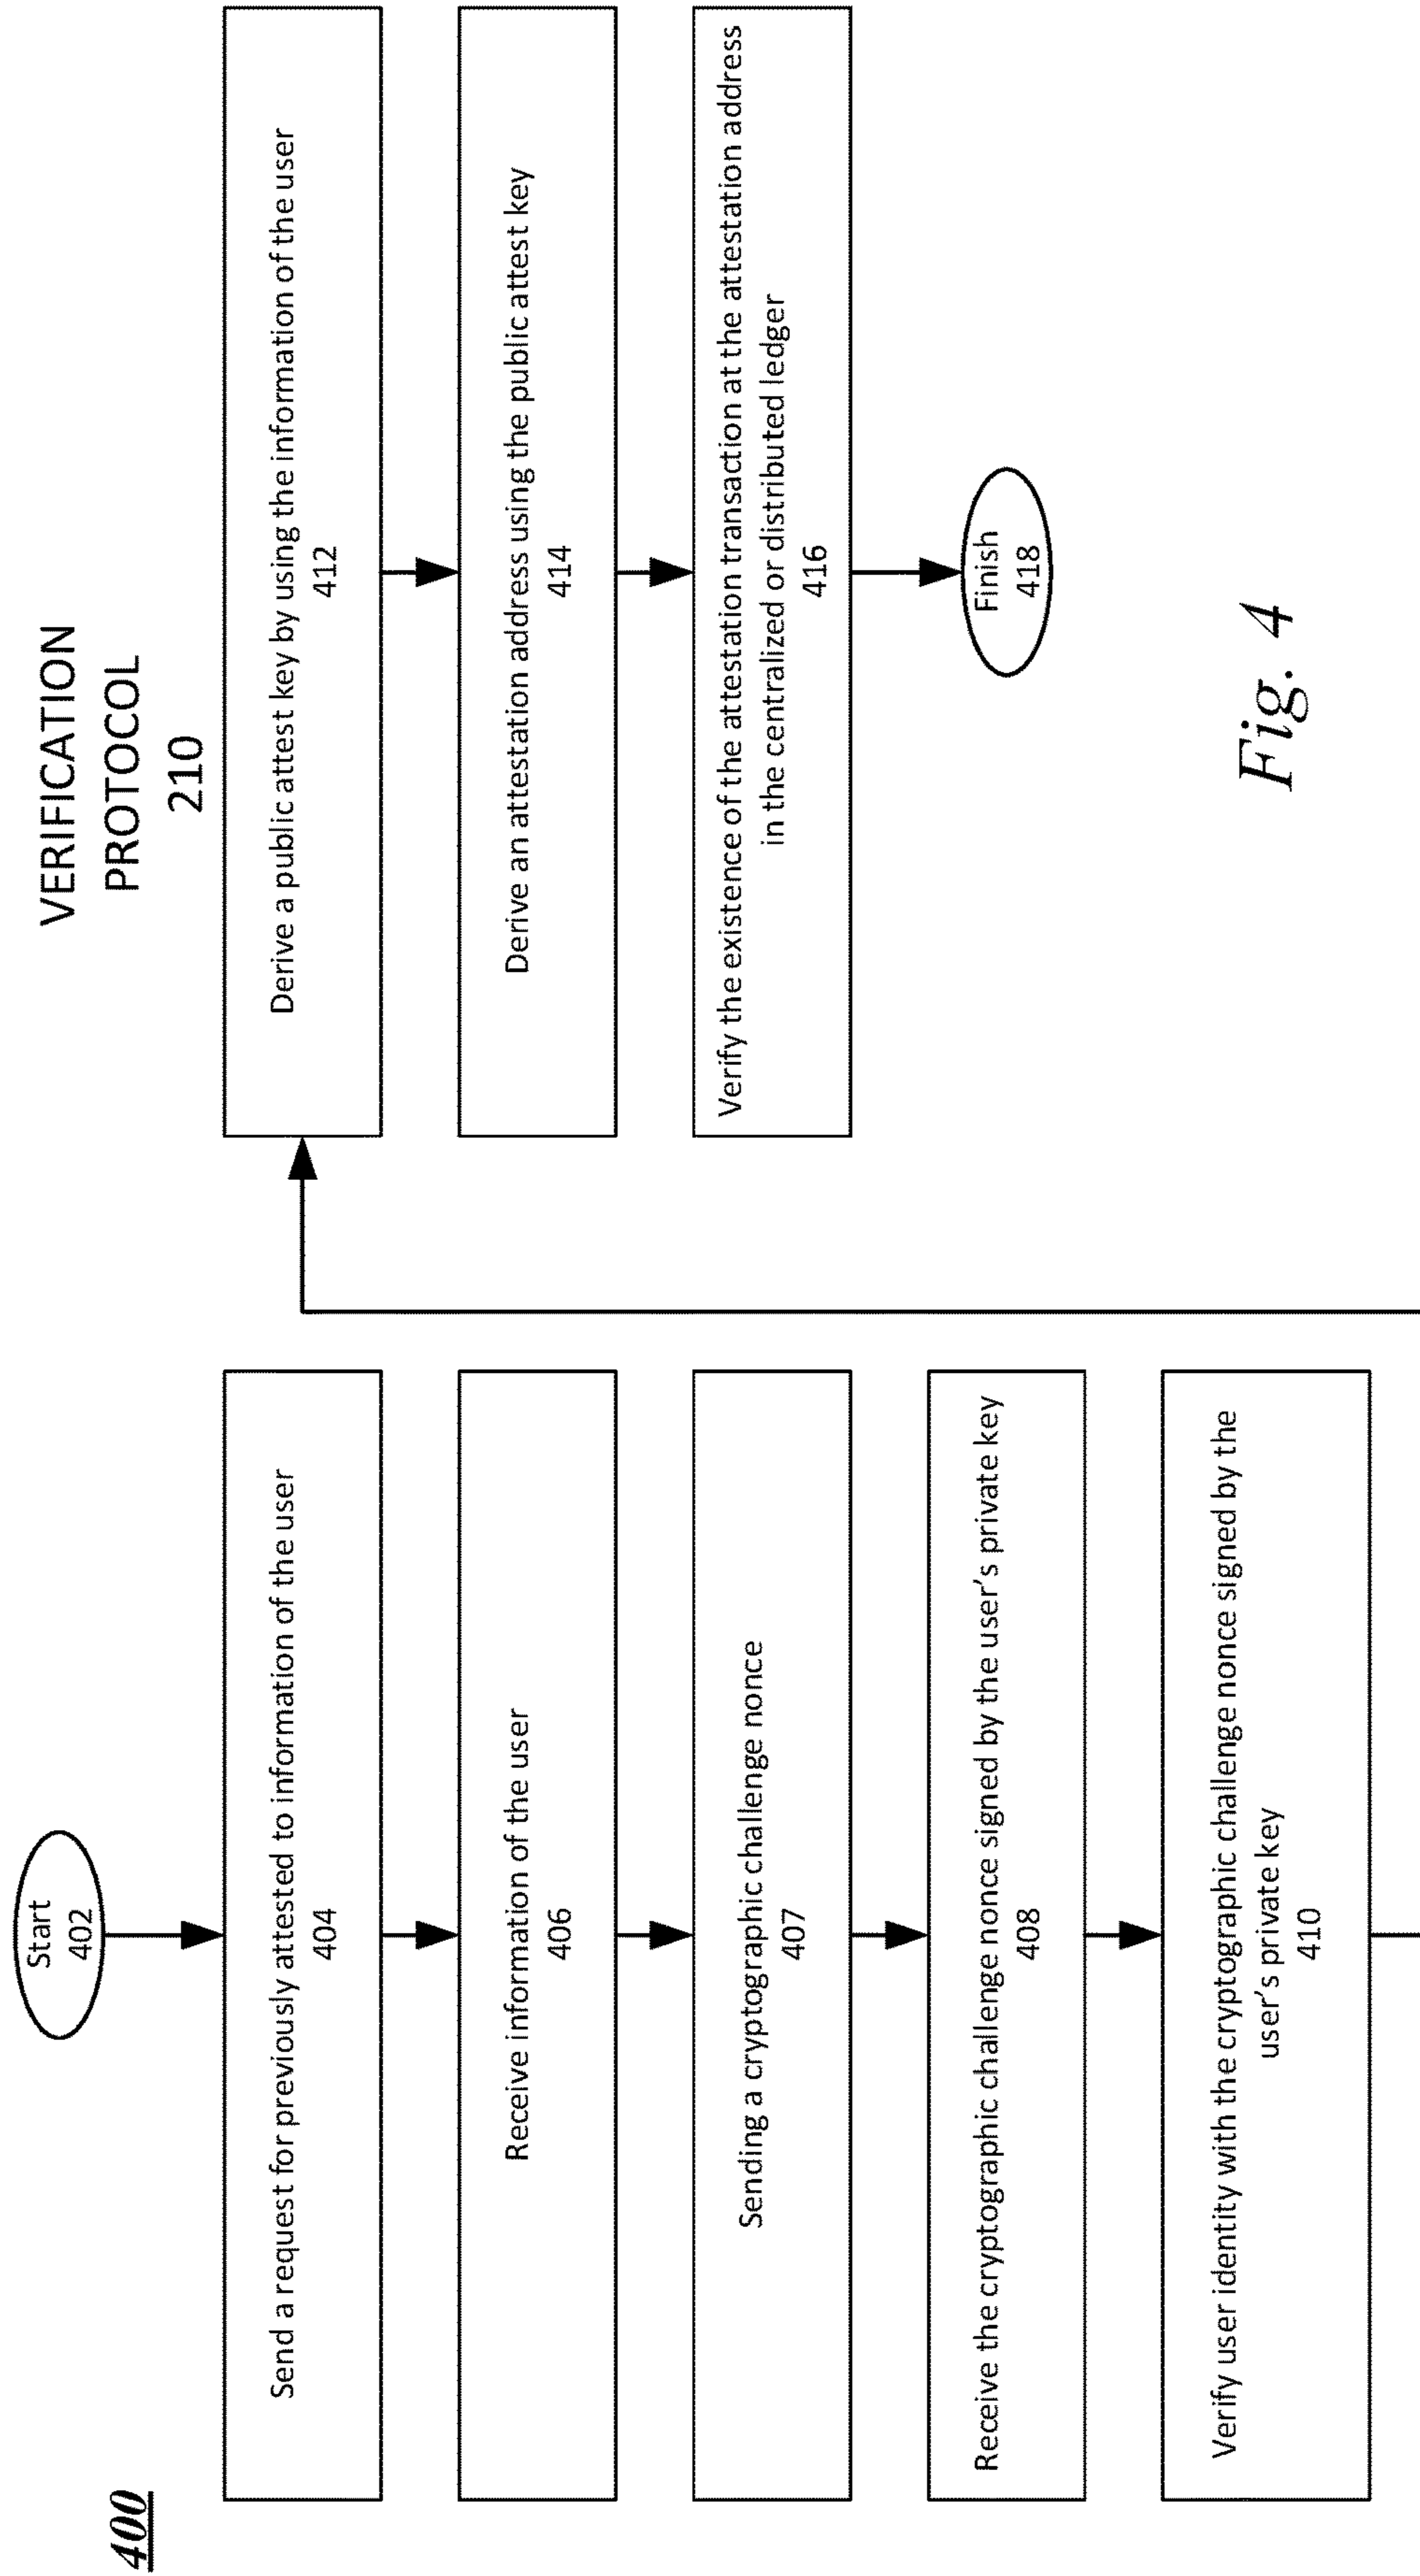 400
VERIFICATION
PROTOCOL
210
Start
402
Send a request for previously attested to information of the user
404
Receive information of the user
406
Sending a cryptographic challenge nonce
407
Receive the cryptographic challenge nonce signed by the user's private key
408
Verify user identity with the cryptographic challenge nonce signed by the
user's private key
410
Derive a public attest key by using the information of the user
412
Derive an attestation address using the public attest key
414
Verify the existence of the attestation transaction at the attestation address
in the centralized or distributed ledger
416
Finish
418
Fig. 4